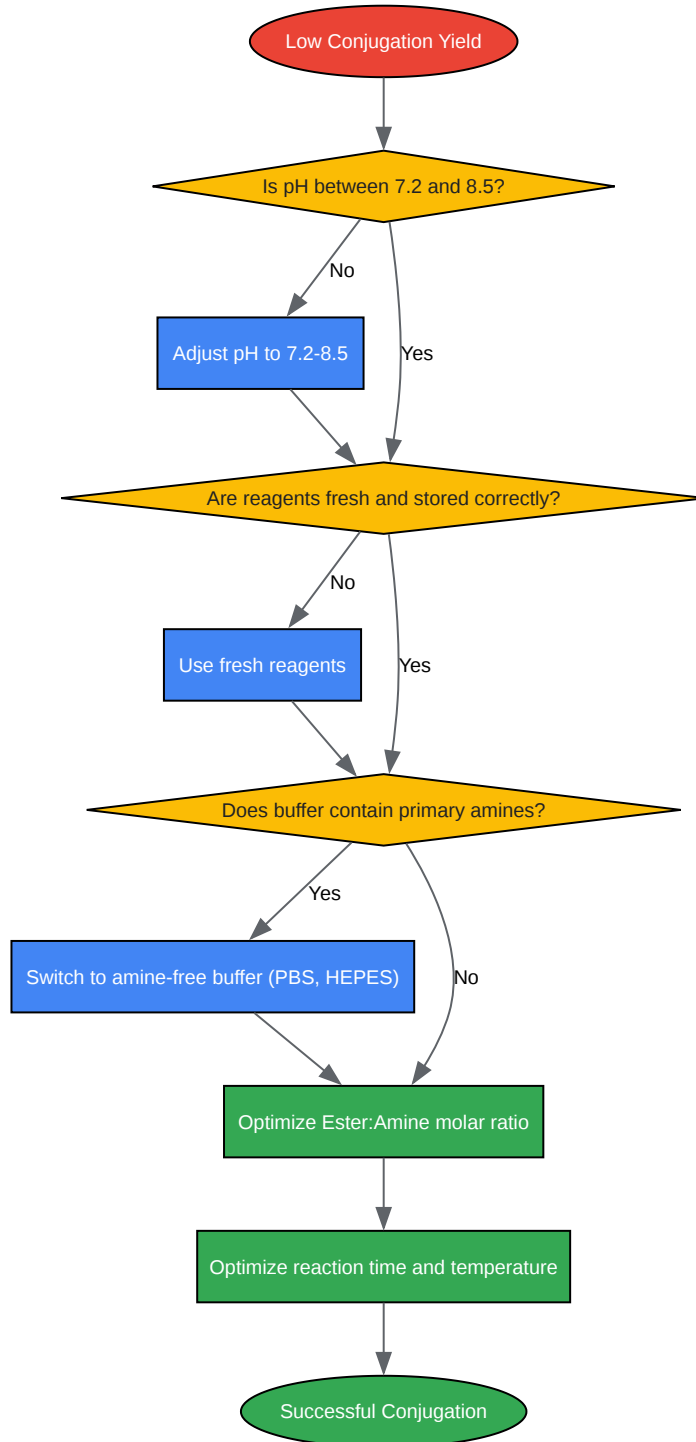 Low Conjugation Yield
Is pH between 7.2 and 8.5?
No
Adjust pH to 7.2-8.5
Yes
Are reagents fresh and stored correctly?
No
Use fresh reagents
Yes
Does buffer contain primary amines?
Yes
Switch to amine-free buffer (PBS, HEPES)
No
Optimize Ester:Amine molar ratio
Optimize reaction time and temperature
Successful Conjugation